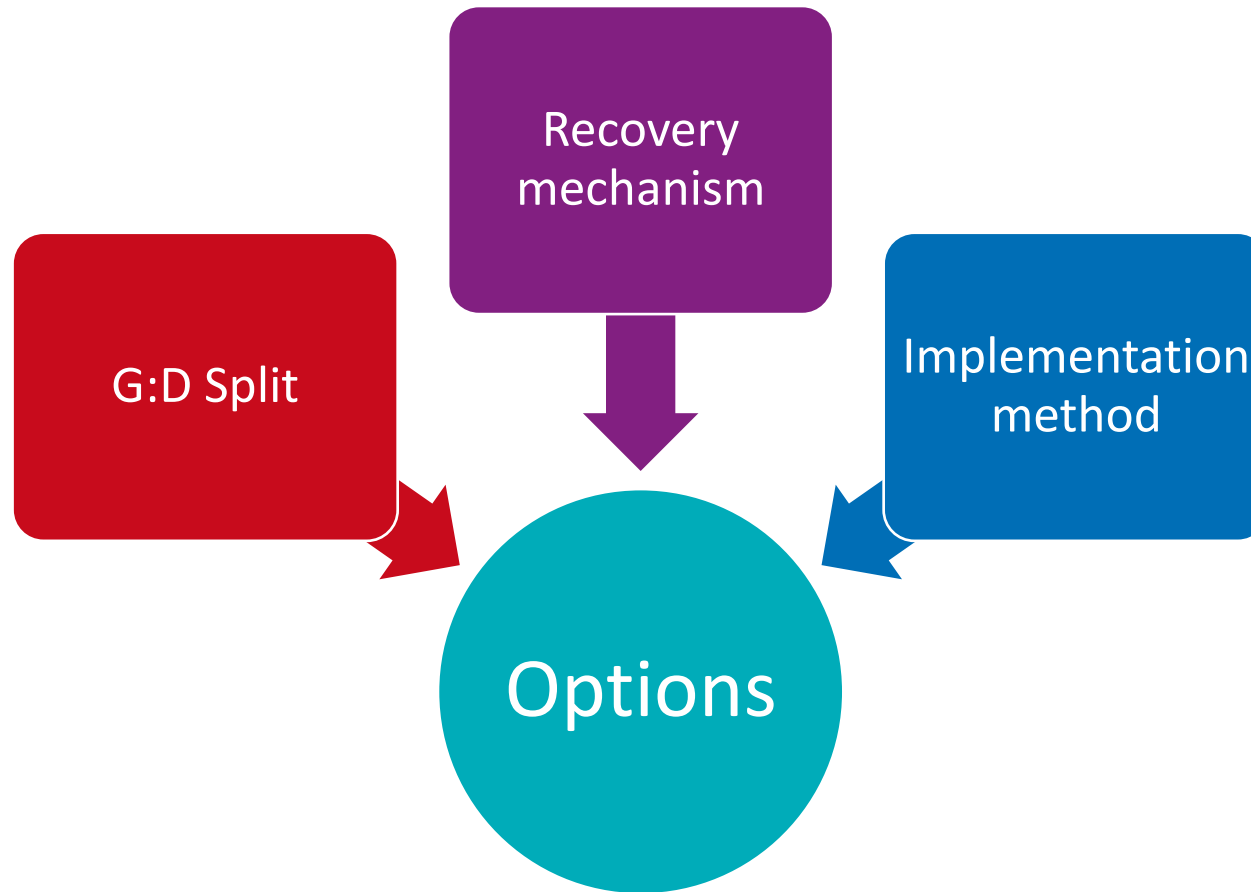 Recovery
mechanism
G:D Split
Implementation
method
Options